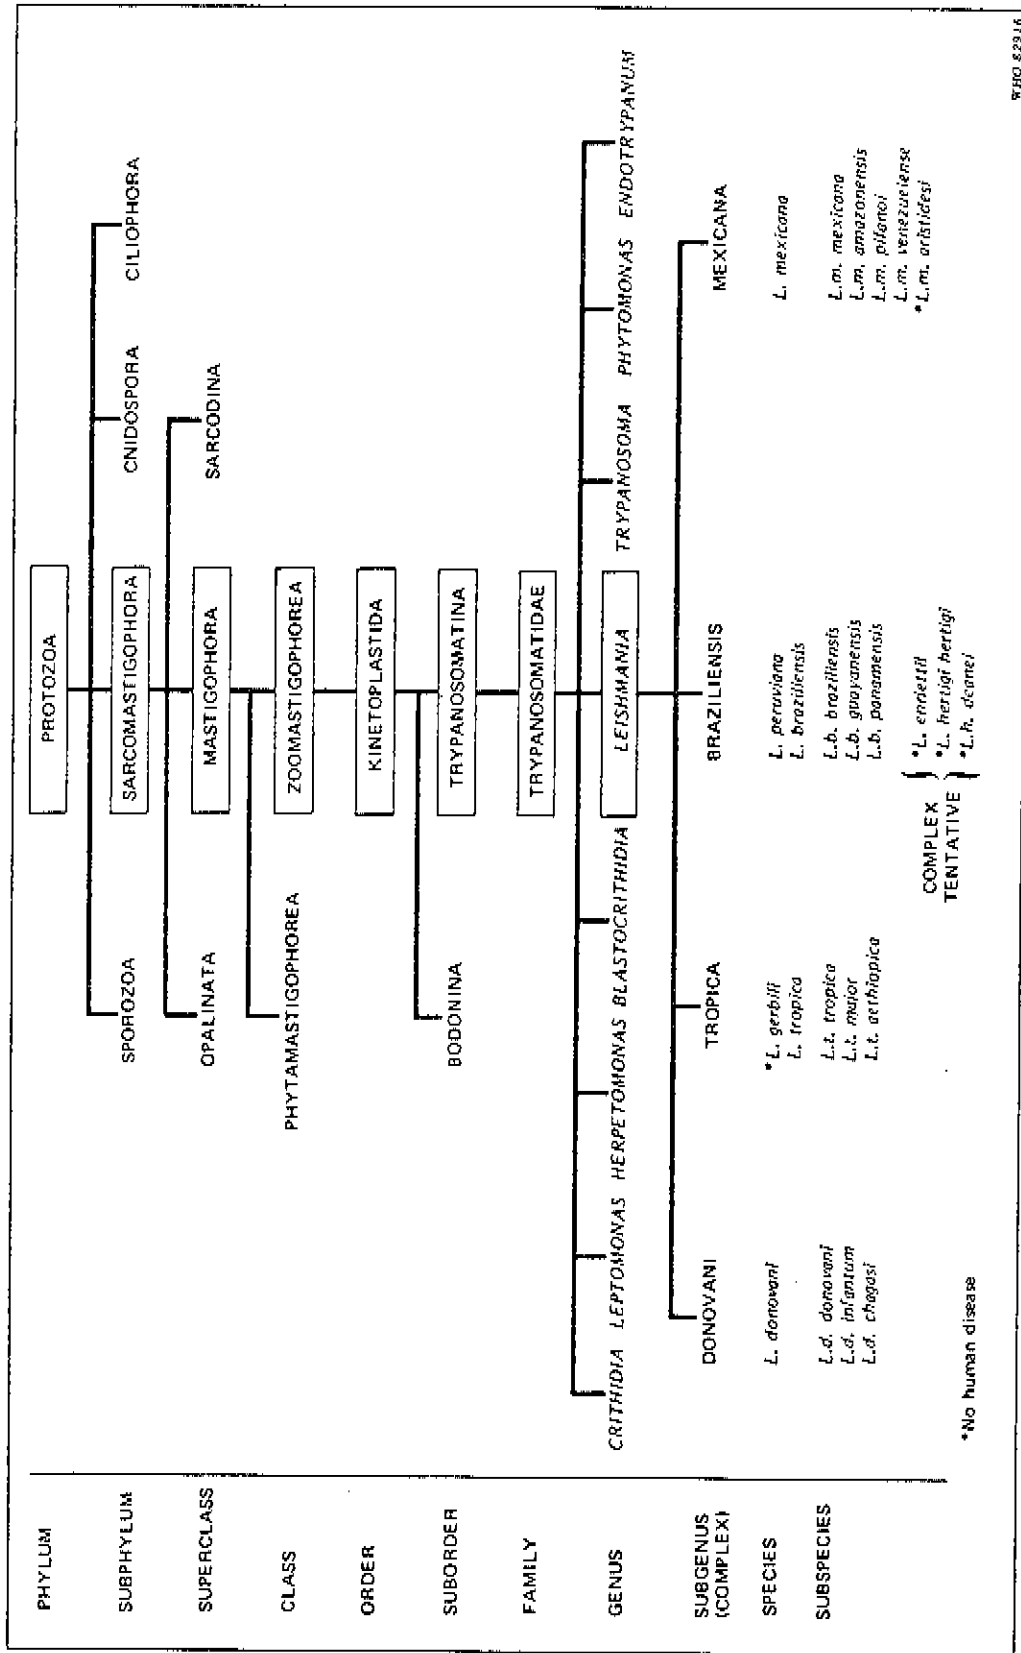 PHYLUM PROTOZOA
SUBPHYLUM SPOROZOA SARCOMASTIGOPHORA CNIDOSPORA CILIOPHORA
SUPERCLASS OPALINATA MASTIGOPHORA SARCODINA
CLASS PHYTAMASTIGOPHOREA ZOOMASTIGOPHOREA
ORDER KINETOPLASTIDA
SUBORDER BODONINA TRYPANOSOMATINA
FAMILY TRYPANOSOMATIDAE
GENUS CRITHIDIA LEPTOMONAS HERPETOMONAS BLASTOCRITHIDIA LEISHMANIA TRYPANOSOMA PHYTOMONAS ENDOTRYPANUM
SUBGENUS DONOVANI TROPICA BRAZILIENSIS MEXICANA
(COMPLEX)
SPECIES L. donovani *L. gerbili L. peruviana L. mexicana
L. tropica L. braziliensis
SUBSPECIES L.d. donovani L.t. tropica L.b. braziliensis L.m. mexicana
L.d. infantum L.t. major L.b. guyanensis L.m. amazonensis
L.d. chagasi L.t. aethiopica L.b. panamensis L.m. pifanoi
L.m. venezuelense
*L.m. aristidesi
COMPLEX } *L. enriettii
TENTATIVE } *L. hertigi hertigi
*L.h. deanei
*No human disease
WHO 82916